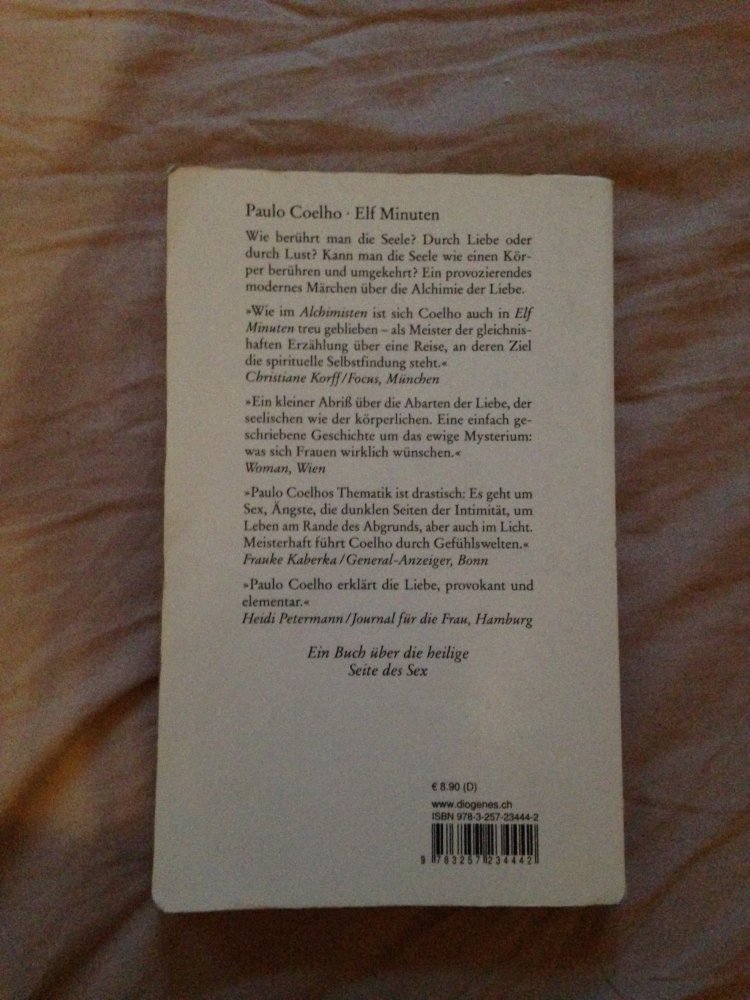 Paulo Coelho · Elf Minuten
Wie berührt man die Seele? Durch Liebe oder
durch Lust? Kann man die Seele wie einen Kör-
per berühren und umgekehrt? Ein provozierendes
modernes Märchen über die Alchimie der Liebe.
»Wie im Alchimisten ist sich Coelho auch in Elf
Minuten treu geblieben – als Meister der gleichnis-
haften Erzählung über eine Reise, an deren Ziel
die spirituelle Selbstfindung steht.«
Christiane Korff/Focus, München
»Ein kleiner Abriß über die Abarten der Liebe, der
seelischen wie der körperlichen. Eine einfach ge-
schriebene Geschichte um das ewige Mysterium:
was sich Frauen wirklich wünschen.«
Woman, Wien
»Paulo Coelhos Thematik ist drastisch: Es geht um
Sex, Ängste, die dunklen Seiten der Intimität, um
Leben am Rande des Abgrunds, aber auch im Licht.
Meisterhaft führt Coelho durch Gefühlswelten.«
Frauke Kaberka/General-Anzeiger, Bonn
»Paulo Coelho erklärt die Liebe, provokant und
elementar.«
Heidi Petermann/Journal für die Frau, Hamburg
Ein Buch über die heilige
Seite des Sex
€ 8.90 (D)
www.diogenes.ch
ISBN 978-3-257-23444-2
9 783257 234442